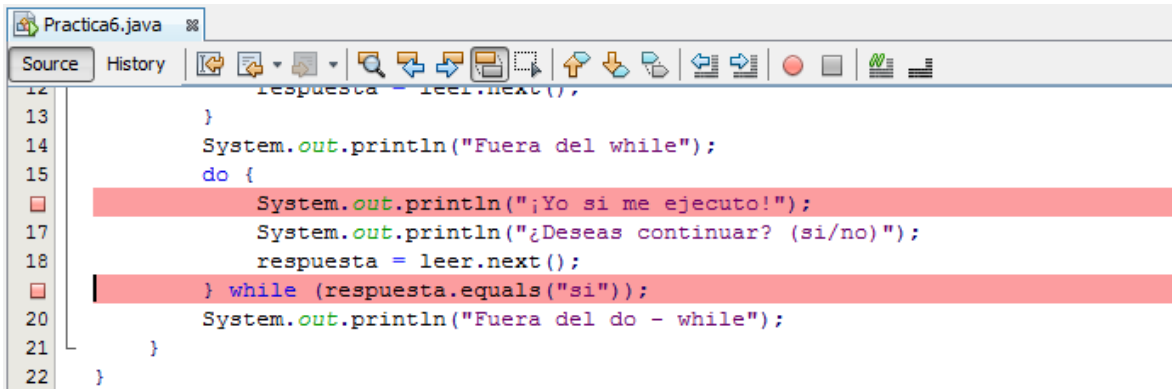 Practica6.java
Source History
12 respuesta = leer.next();
13 }
14 System.out.println("Fuera del while");
15 do {
System.out.println("¡Yo si me ejecuto!");
17 System.out.println("¿Deseas continuar? (si/no)");
18 respuesta = leer.next();
} while (respuesta.equals("si"));
20 System.out.println("Fuera del do - while");
21 }
22 }